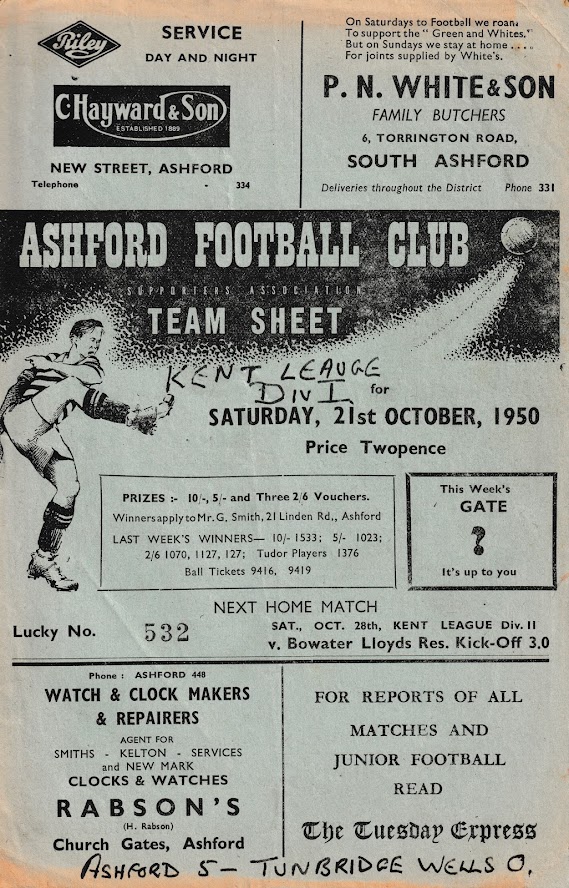 Riley
SERVICE
DAY AND NIGHT
C. Hayward & Son
ESTABLISHED 1889
NEW STREET, ASHFORD
Telephone - 334
On Saturdays to Football we roam
To support the "Green and Whites."
But on Sundays we stay at home ....
For joints supplied by White's.
P. N. WHITE & SON
FAMILY BUTCHERS
6, TORRINGTON ROAD,
SOUTH ASHFORD
Deliveries throughout the District Phone 331
ASHFORD FOOTBALL CLUB
SUPPORTERS ASSOCIATION
TEAM SHEET
KENT LEAUGE
DIV I for
SATURDAY, 21st OCTOBER, 1950
Price Twopence
PRIZES :- 10/-, 5/- and Three 2/6 Vouchers.
Winners apply to Mr. G. Smith, 21 Linden Rd., Ashford
LAST WEEK'S WINNERS— 10/- 1533; 5/- 1023;
2/6 1070, 1127, 127; Tudor Players 1376
Ball Tickets 9416, 9419
This Week's
GATE
?
It's up to you
NEXT HOME MATCH
Lucky No. 532
SAT., OCT. 28th, KENT LEAGUE Div. II
v. Bowater Lloyds Res. Kick-Off 3.0
Phone : ASHFORD 448
WATCH & CLOCK MAKERS
& REPAIRERS
AGENT FOR
SMITHS - KELTON - SERVICES
and NEW MARK
CLOCKS & WATCHES
RABSON'S
(H. Rabson)
Church Gates, Ashford
FOR REPORTS OF ALL
MATCHES AND
JUNIOR FOOTBALL
READ
The Tuesday Express
ASHFORD 5 – TUNBRIDGE WELLS 0.